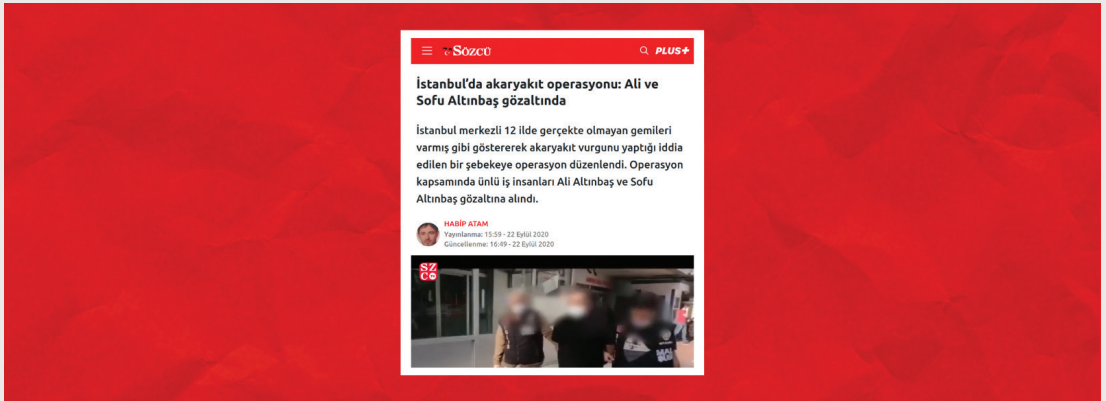 Sözcü
PLUS+
İstanbul’da akaryakıt operasyonu: Ali ve
Sofu Altınbaş gözaltında
İstanbul merkezli 12 ilde gerçekte olmayan gemileri
varmış gibi göstererek akaryakıt vurgunu yaptığı iddia
edilen bir şebekeye operasyon düzenlendi. Operasyon
kapsamında ünlü iş insanları Ali Altınbaş ve Sofu
Altınbaş gözaltına alındı.
HABİP ATAM
Yayınlanma: 15:59 - 22 Eylül 2020
Güncellenme: 16:49 - 22 Eylül 2020
SZ
C